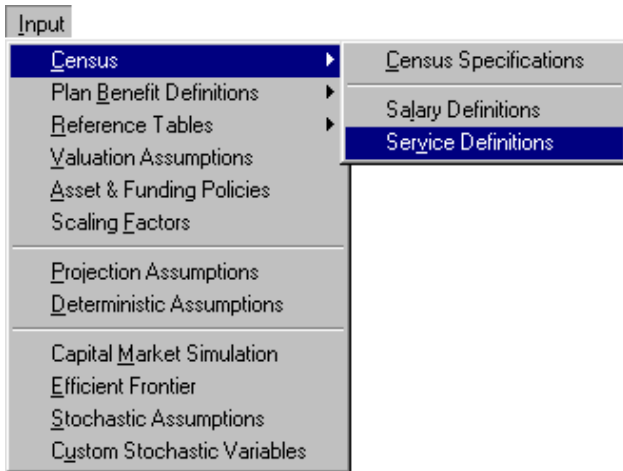 Input
Census
Plan Benefit Definitions
Reference Tables
Valuation Assumptions
Asset & Funding Policies
Scaling Factors
Projection Assumptions
Deterministic Assumptions
Capital Market Simulation
Efficient Frontier
Stochastic Assumptions
Custom Stochastic Variables
Census Specifications
Salary Definitions
Service Definitions